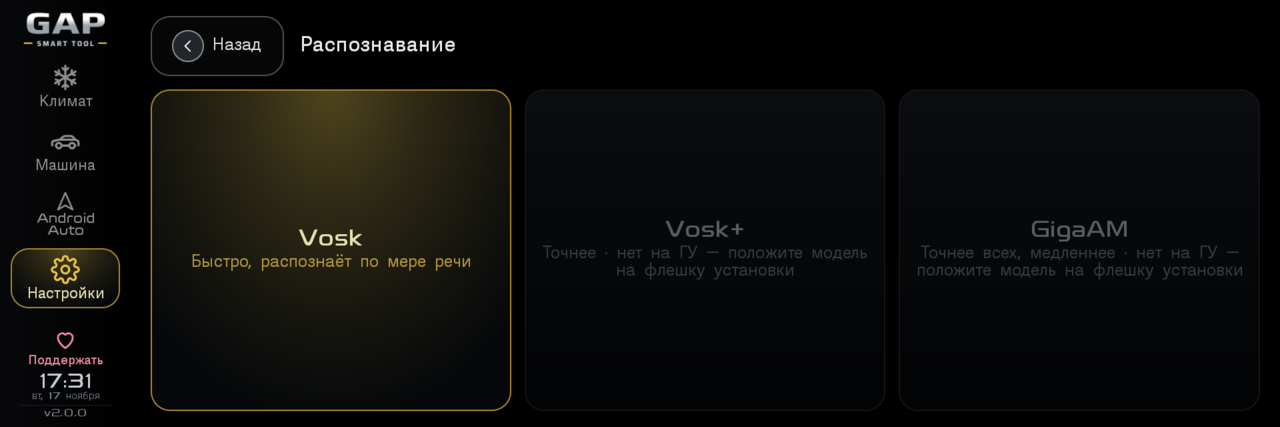 GAP
SMART TOOL
Климат
Машина
Android
Auto
Настройки
Поддержать
17:31
вт, 17 ноября
v2.0.0
Назад
Распознавание
Vosk
Быстро, распознаёт по мере речи
Vosk+
Точнее · нет на ГУ — положите модель
на флешку установки
GigaAM
Точнее всех, медленнее · нет на ГУ —
положите модель на флешку установки